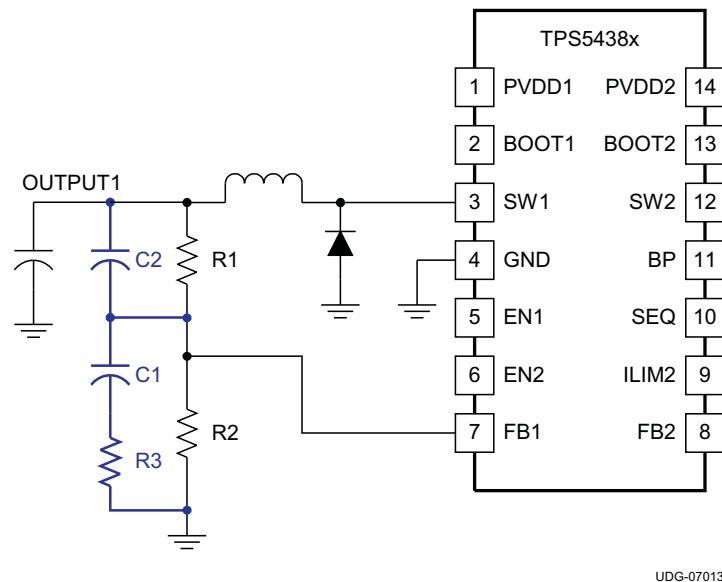 TPS5438x
1 PVDD1 PVDD2 14
2 BOOT1 BOOT2 13
OUTPUT1
3 SW1 SW2 12
C2
R1
4 GND BP 11
5 EN1 SEQ 10
C1
6 EN2 ILIM2 9
R2
7 FB1 FB2 8
R3
UDG-07013